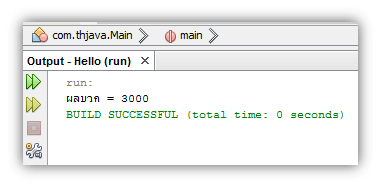 com.thjava.Main main
Output - Hello (run)
run:
ผลบวก = 3000
BUILD SUCCESSFUL (total time: 0 seconds)